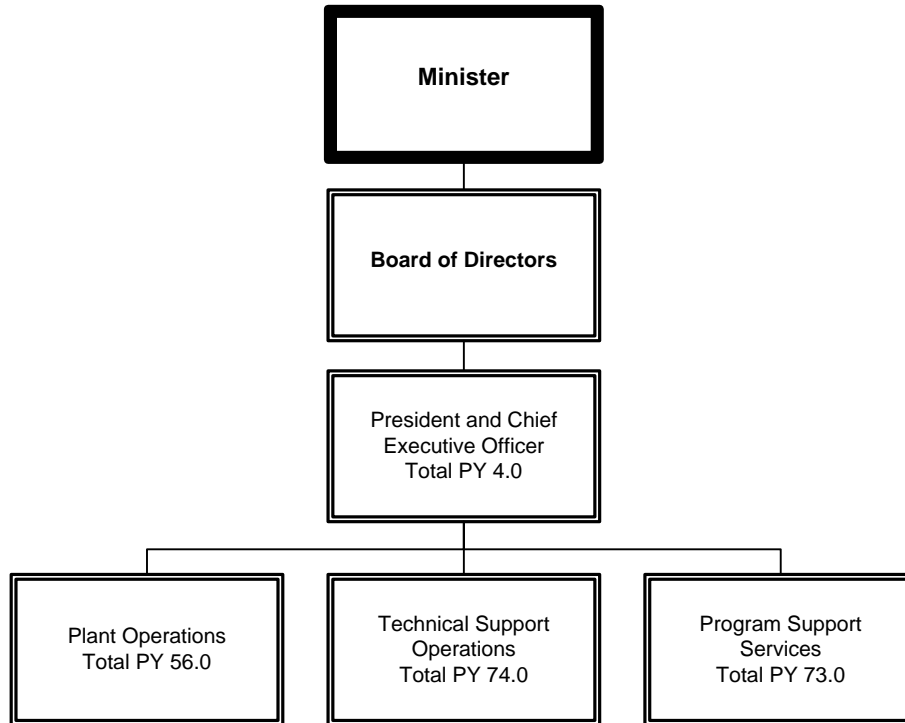 Minister
Board of Directors
President and Chief
Executive Officer
Total PY 4.0
Plant Operations
Total PY 56.0
Technical Support
Operations
Total PY 74.0
Program Support
Services
Total PY 73.0